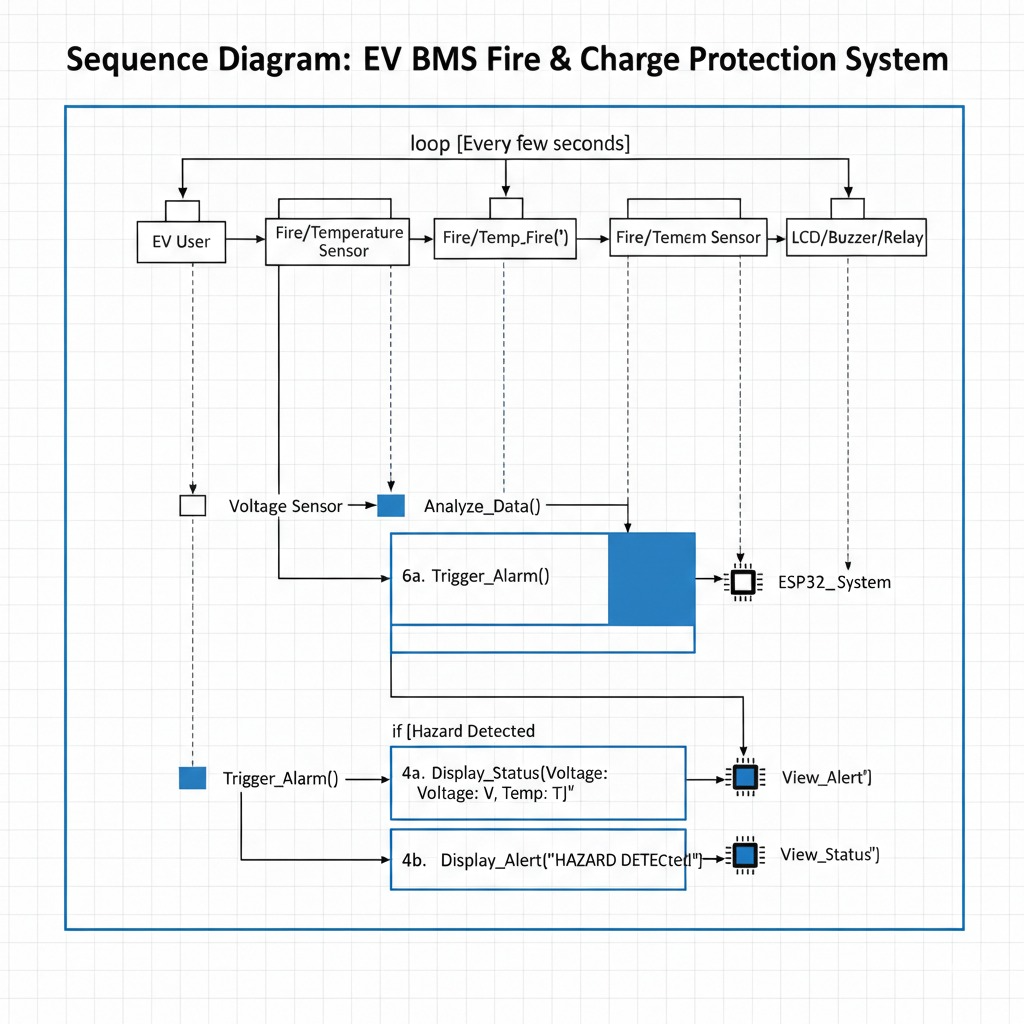 Sequence Diagram: EV BMS Fire & Charge Protection System
loop [Every few seconds]
EV User
Fire/Temperature
Sensor
Fire/Temp_Fire(')
Fire/Temem Sensor
LCD/Buzzer/Relay
Voltage Sensor
Analyze_Data()
6a. Trigger_Alarm()
ESP32_System
if [Hazard Detected
Trigger_Alarm()
4a. Display_Status(Voltage:
Voltage: V, Temp: T]"
View_Alert"]
4b. Display_Alert("HAZARD DETECted"]
View_Status")